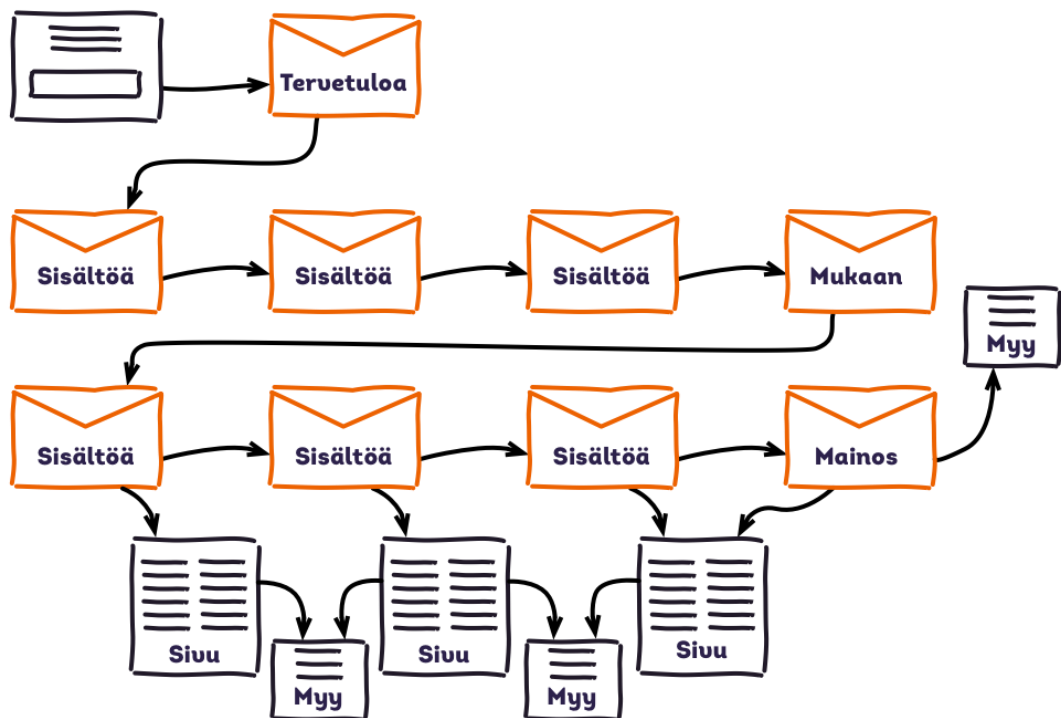 Tervetuloa
Sisältöä
Sisältöä
Sisältöä
Mukaan
Myy
Sisältöä
Sisältöä
Sisältöä
Mainos
Sivu
Sivu
Sivu
Myy
Myy